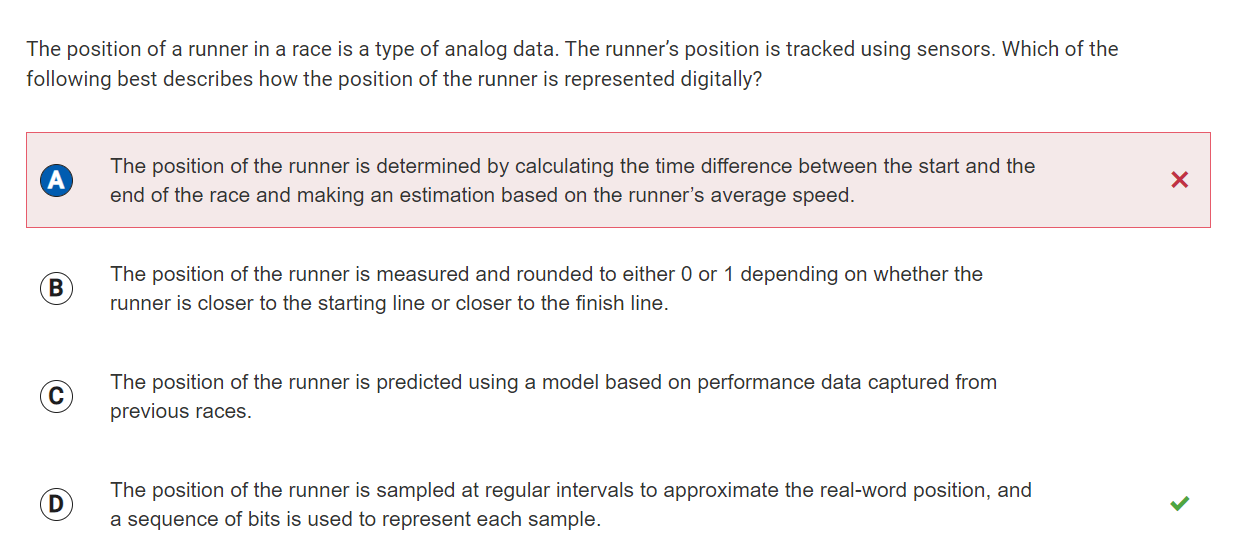 The position of a runner in a race is a type of analog data. The runner's position is tracked using sensors. Which of the
following best describes how the position of the runner is represented digitally?
A
The position of the runner is determined by calculating the time difference between the start and the
end of the race and making an estimation based on the runner's average speed.
B
The position of the runner is measured and rounded to either 0 or 1 depending on whether the
runner is closer to the starting line or closer to the finish line.
C
The position of the runner is predicted using a model based on performance data captured from
previous races.
D
The position of the runner is sampled at regular intervals to approximate the real-word position, and
a sequence of bits is used to represent each sample.